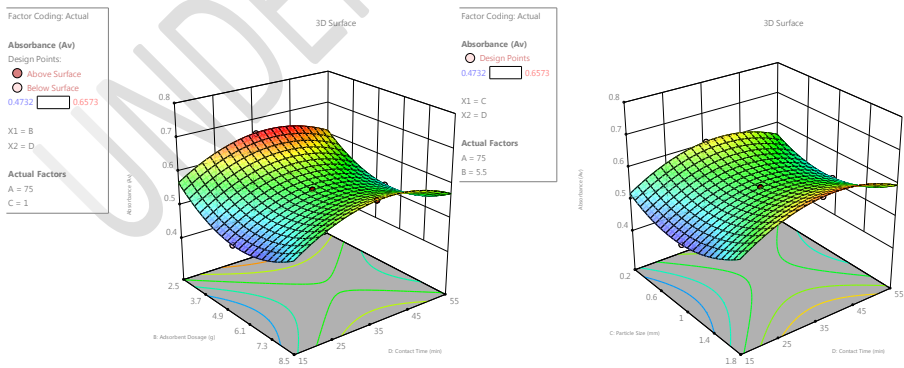 Factor Coding: Actual
3D Surface
Absorbance (Av)
Design Points:
Above Surface
Below Surface
0.4732 0.6573
X1 = B
X2 = D
Actual Factors
A = 75
C = 1
0.8
0.7
0.6
0.5
0.4
Absorbance (Av)
2.5
3.7
4.9
6.1
7.3
8.5
B: Adsorbent Dosage (g)
15
25
35
45
55
D: Contact Time (min)
Factor Coding: Actual
3D Surface
Absorbance (Av)
Design Points
0.4732 0.6573
X1 = C
X2 = D
Actual Factors
A = 75
B = 5.5
0.8
0.7
0.6
0.5
0.4
Absorbance (Av)
0.2
0.6
1
1.4
1.8
C: Particle Size (mm)
15
25
35
45
55
D: Contact Time (min)
UNDE